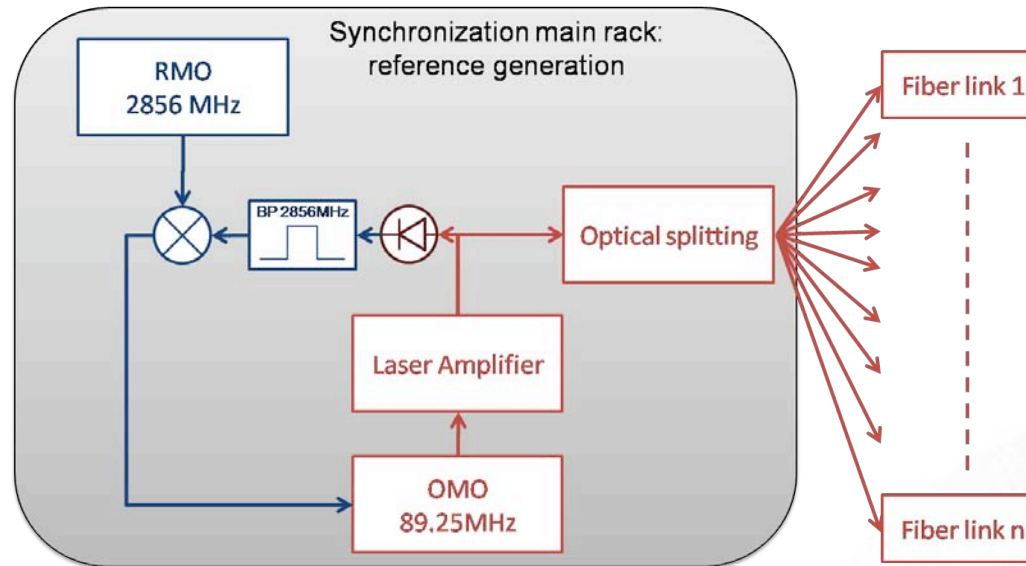 Synchronization main rack:
reference generation
RMO
2856 MHz
Fiber link 1
BP 2856MHz
Optical splitting
Laser Amplifier
OMO
89.25MHz
Fiber link n